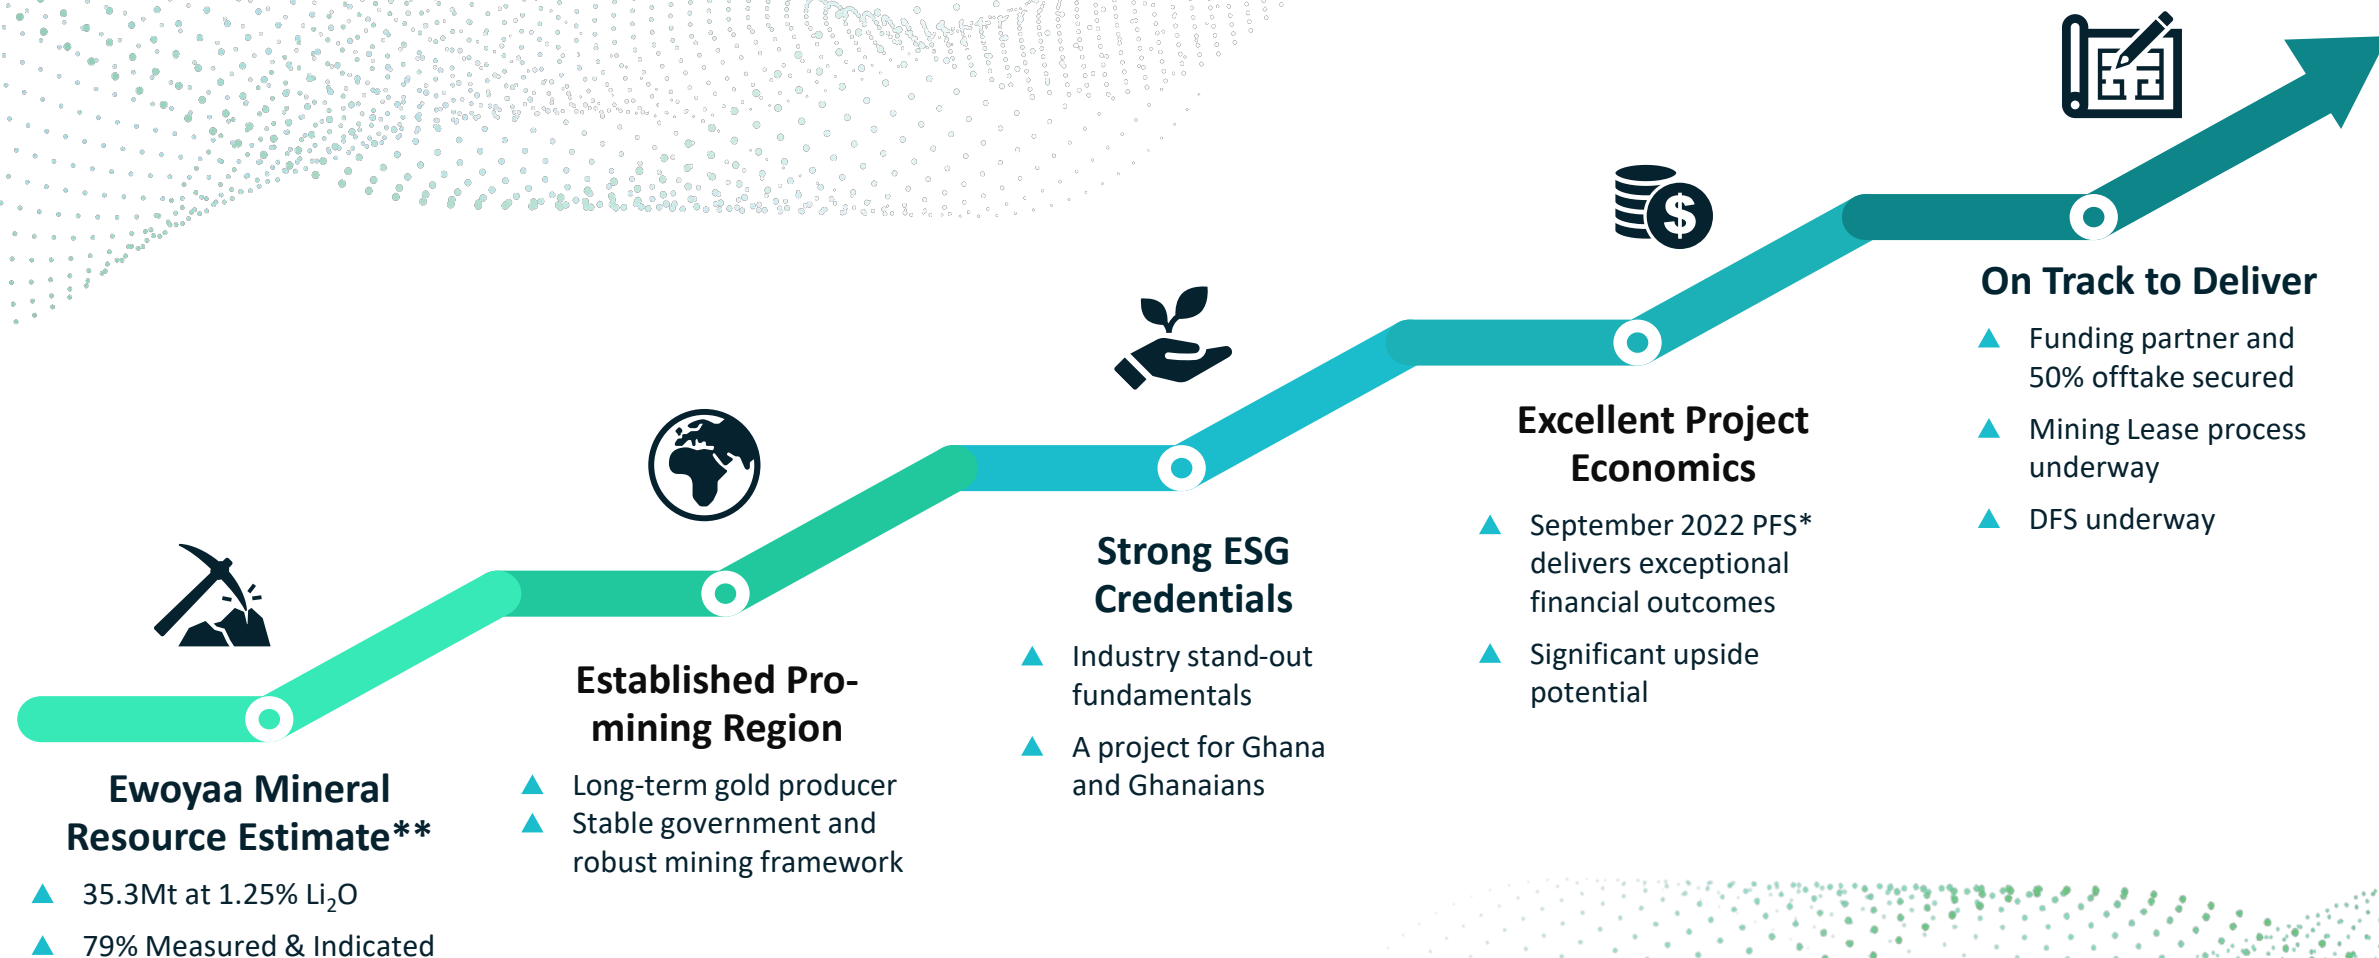 Ewoyaa Mineral
Resource Estimate**
35.3Mt at 1.25% Li₂O
79% Measured & Indicated
Established Pro-
mining Region
Long-term gold producer
Stable government and
robust mining framework
Strong ESG
Credentials
Industry stand-out
fundamentals
A project for Ghana
and Ghanaians
$
Excellent Project
Economics
September 2022 PFS*
delivers exceptional
financial outcomes
Significant upside
potential
On Track to Deliver
Funding partner and
50% offtake secured
Mining Lease process
underway
DFS underway